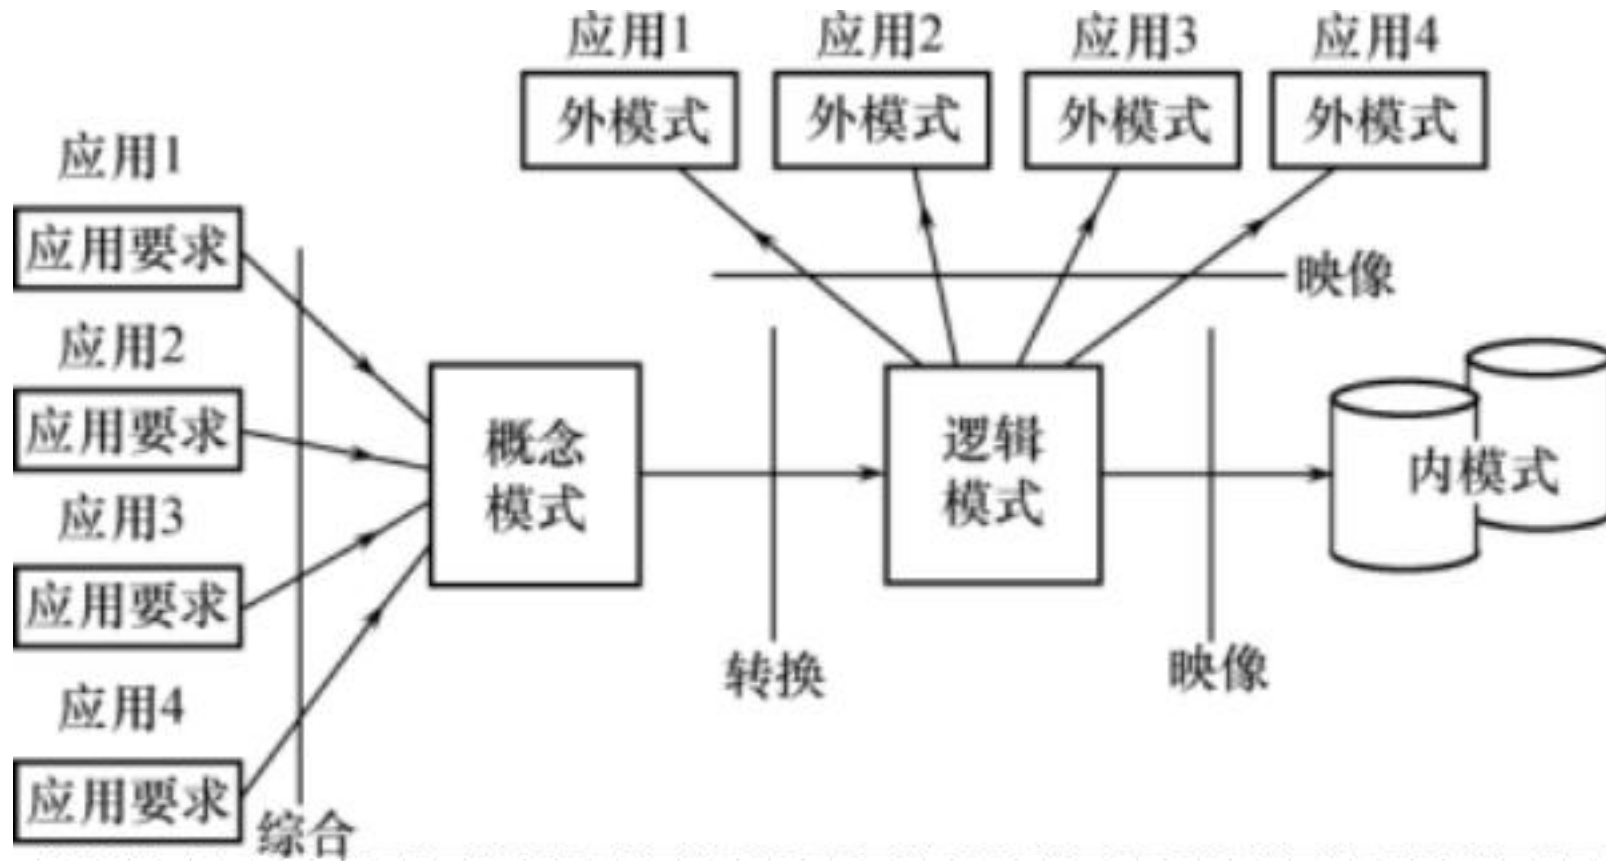 应用1 应用2 应用3 应用4
外模式 外模式 外模式 外模式
应用1
应用要求
映像
应用2
应用要求
概念
模式
逻辑
模式
内模式
应用3
应用要求
转换
映像
应用4
应用要求
综合